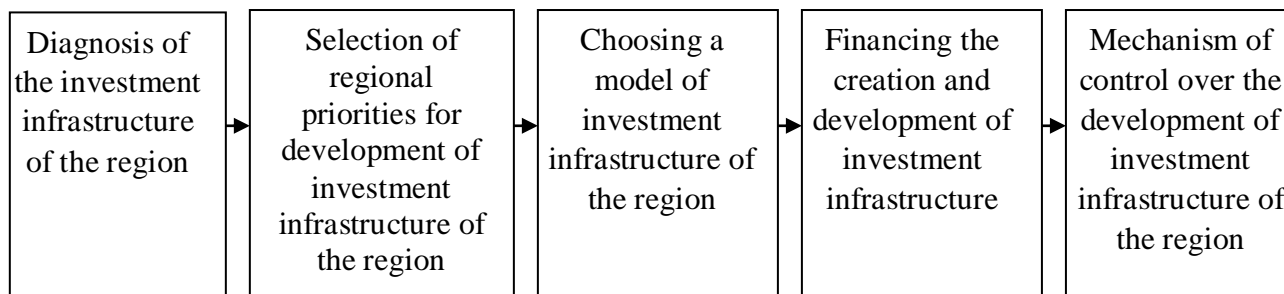 Diagnosis of
the investment
infrastructure
of the region
Selection of
regional
priorities for
development of
investment
infrastructure of
the region
Choosing a
model of
investment
infrastructure of
the region
Financing the
creation and
development of
investment
infrastructure
Mechanism of
control over the
development of
investment
infrastructure of
the region